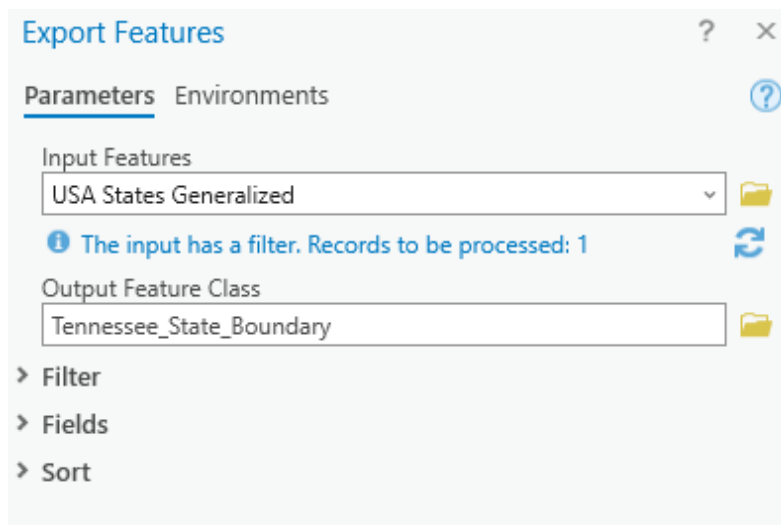 Export Features ? ×
Parameters Environments ?
Input Features
USA States Generalized
The input has a filter. Records to be processed: 1
Output Feature Class
Tennessee_State_Boundary
Filter
Fields
Sort